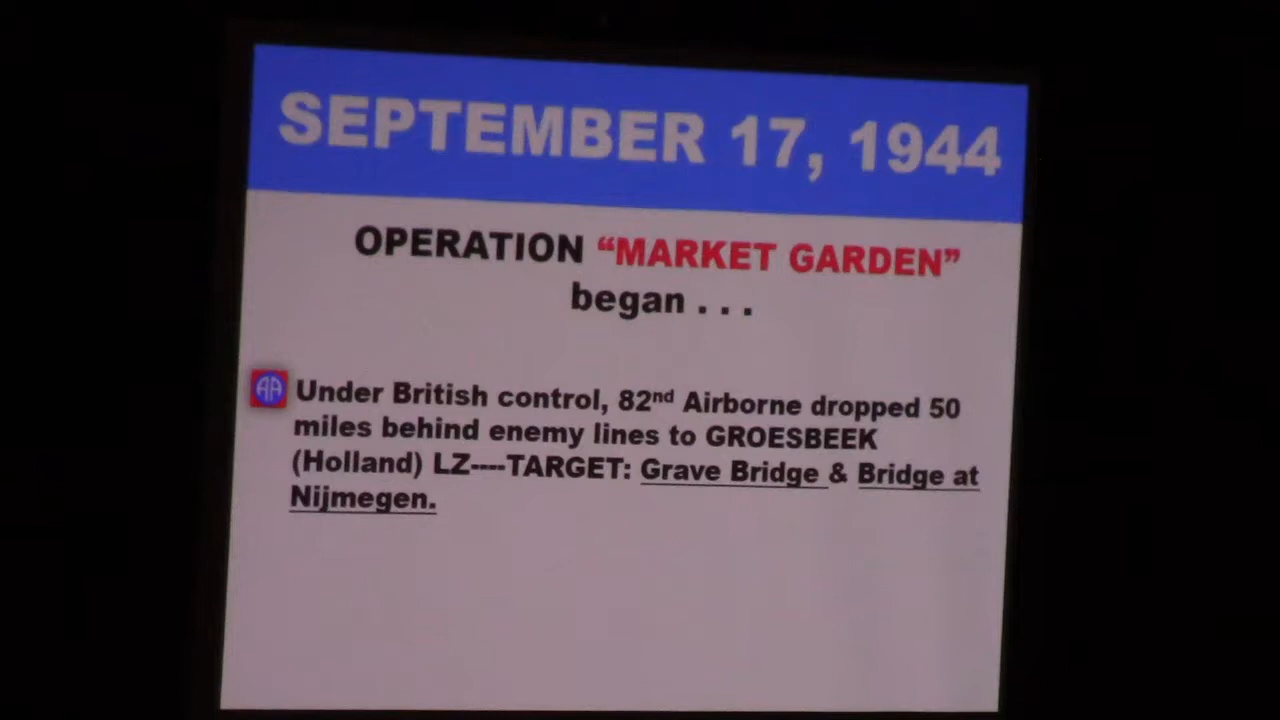 SEPTEMBER 17, 1944
OPERATION “MARKET GARDEN”
began . . .
AA
Under British control, 82nd Airborne dropped 50
miles behind enemy lines to GROESBEEK
(Holland) LZ----TARGET: Grave Bridge & Bridge at
Nijmegen.